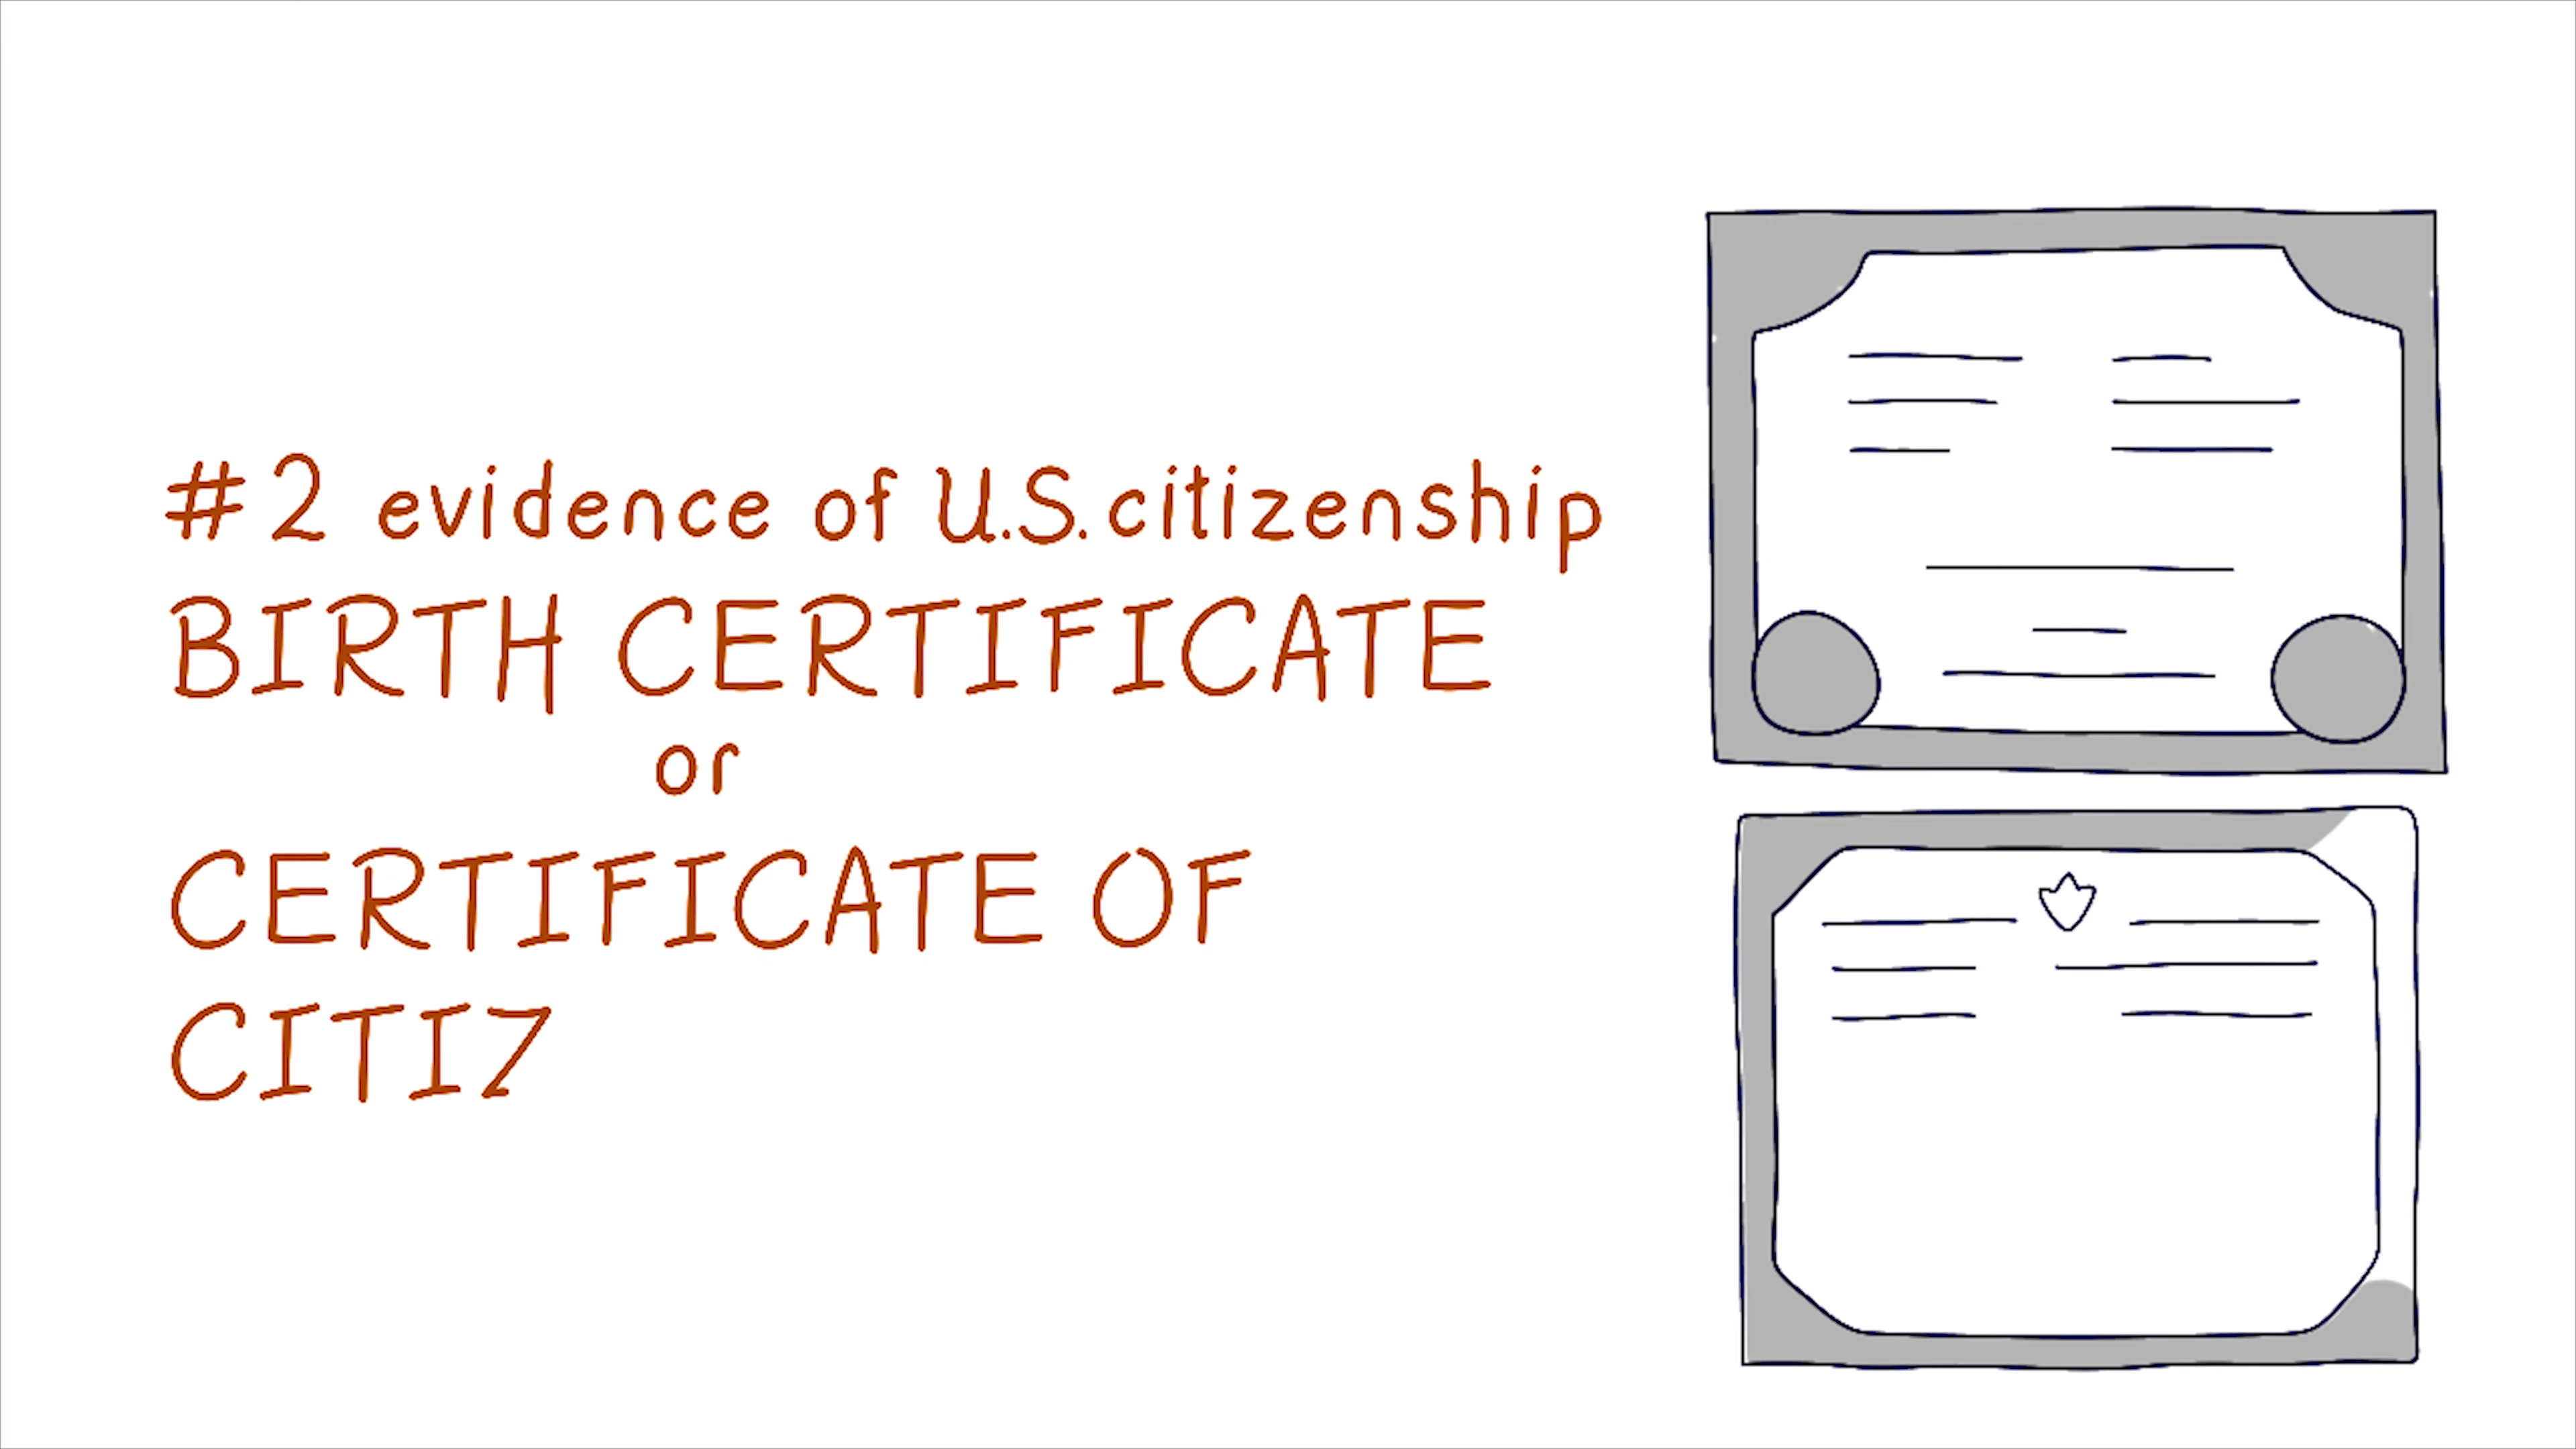 #2 evidence of U.S. citizenship
BIRTH CERTIFICATE
or
CERTIFICATE OF
CITIZ